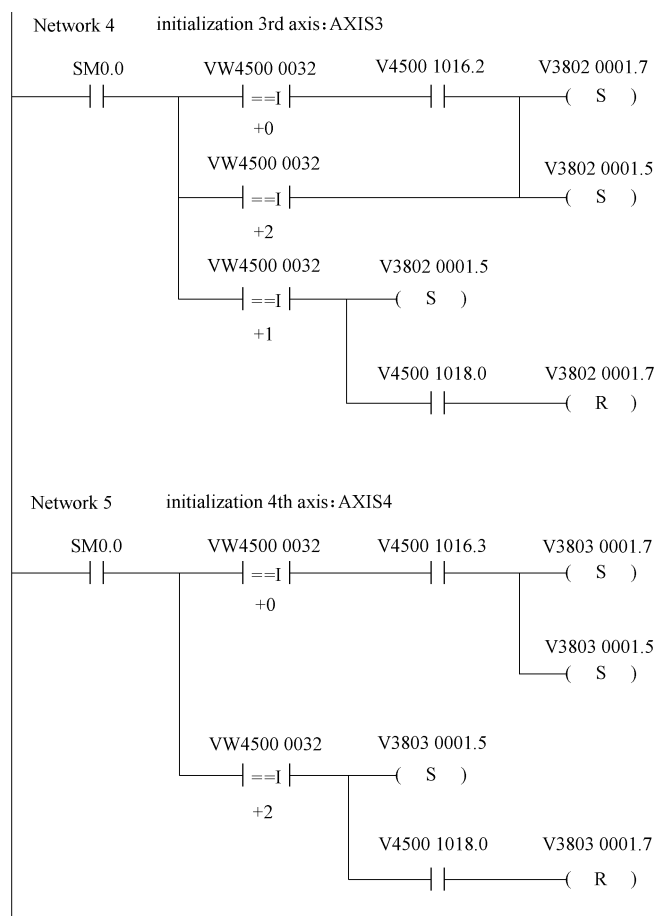 Network 4 initialization 3rd axis:AXIS3
SM0.0 VW4500 0032 V4500 1016.2 V3802 0001.7
==I ( S )
+0
VW4500 0032 V3802 0001.5
==I ( S )
+2
VW4500 0032 V3802 0001.5
==I ( S )
+1
V4500 1018.0 V3802 0001.7
( R )
Network 5 initialization 4th axis:AXIS4
SM0.0 VW4500 0032 V4500 1016.3 V3803 0001.7
==I ( S )
+0
V3803 0001.5
( S )
VW4500 0032 V3803 0001.5
==I ( S )
+2
V4500 1018.0 V3803 0001.7
( R )